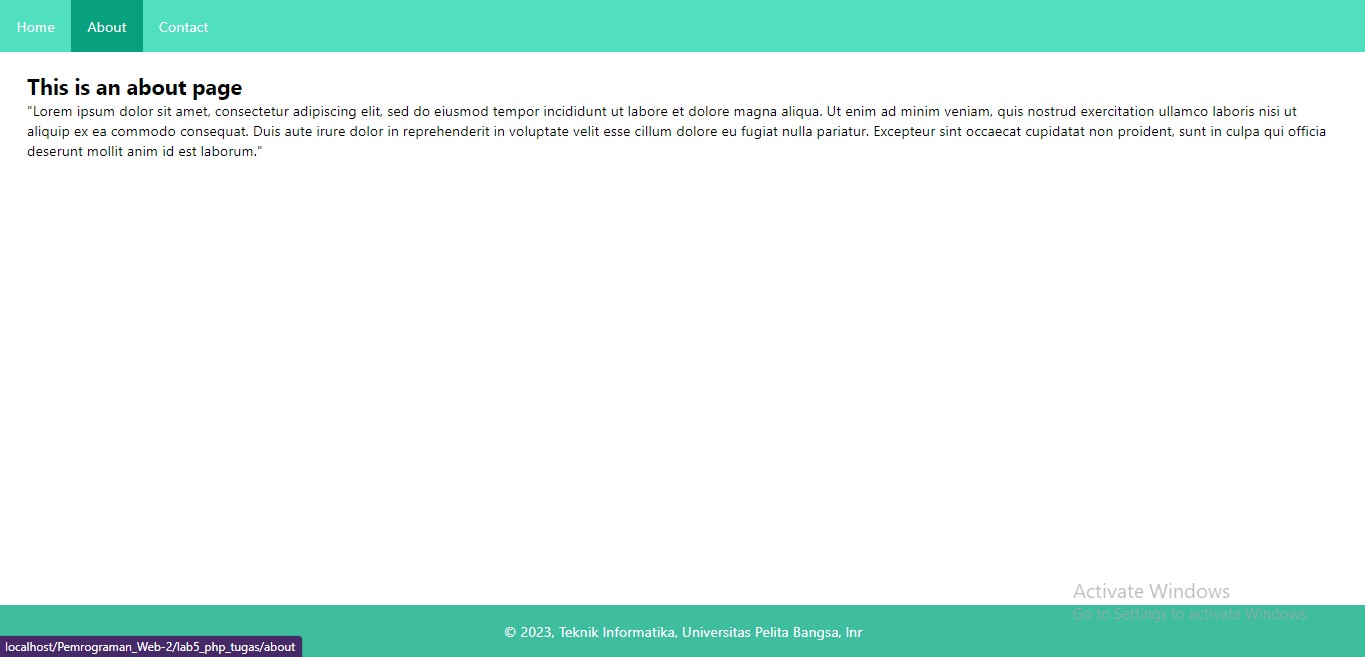 Home About Contact
This is an about page
"Lorem ipsum dolor sit amet, consectetur adipiscing elit, sed do eiusmod tempor incididunt ut labore et dolore magna aliqua. Ut enim ad minim veniam, quis nostrud exercitation ullamco laboris nisi ut
aliquip ex ea commodo consequat. Duis aute irure dolor in reprehenderit in voluptate velit esse cillum dolore eu fugiat nulla pariatur. Excepteur sint occaecat cupidatat non proident, sunt in culpa qui officia
deserunt mollit anim id est laborum."
Activate Windows
Go to Settings to activate Windows.
© 2023, Teknik Informatika, Universitas Pelita Bangsa, Inr
localhost/Pemrograman_Web-2/lab5_php_tugas/about